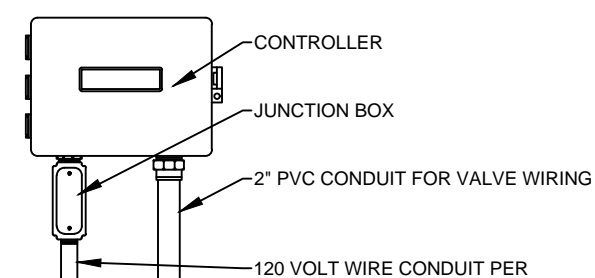 CONTROLLER
JUNCTION BOX
2" PVC CONDUIT FOR VALVE WIRING
120 VOLT WIRE CONDUIT PER